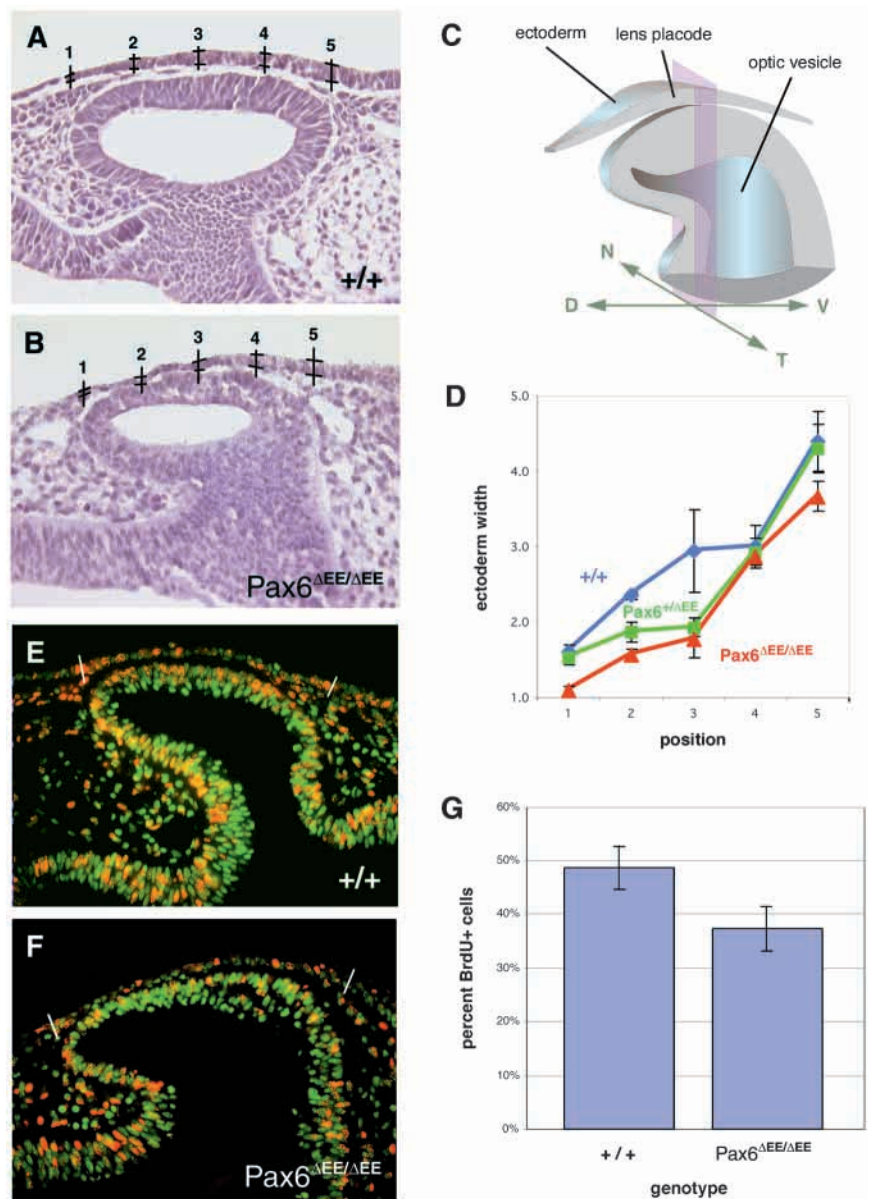 A
1 2 3 4 5
+/+
B
1 2 3 4 5
Pax6ΔEE/ΔEE
C
ectoderm
lens placode
optic vesicle
N
D V
T
D
5.0
4.0
3.0
2.0
1.0
ectoderm width
+/+
Pax6+/ΔEE
Pax6ΔEE/ΔEE
1 2 3 4 5
position
E
+/+
F
Pax6ΔEE/ΔEE
G
60%
50%
40%
30%
20%
10%
0%
percent BrdU+ cells
+/+ Pax6ΔEE/ΔEE
genotype